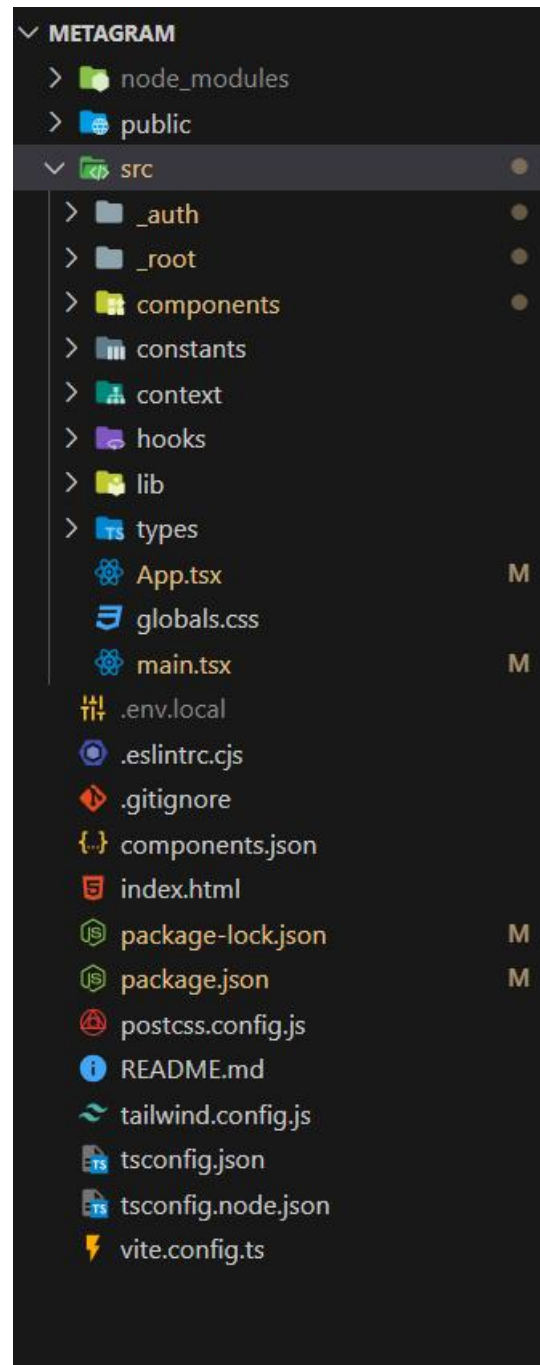 METAGRAM
node_modules
public
src
_auth
_root
components
constants
context
hooks
lib
types
App.tsx M
globals.css
main.tsx M
.env.local
.eslintrc.cjs
.gitignore
components.json
index.html
package-lock.json M
package.json M
postcss.config.js
README.md
tailwind.config.js
tsconfig.json
tsconfig.node.json
vite.config.ts